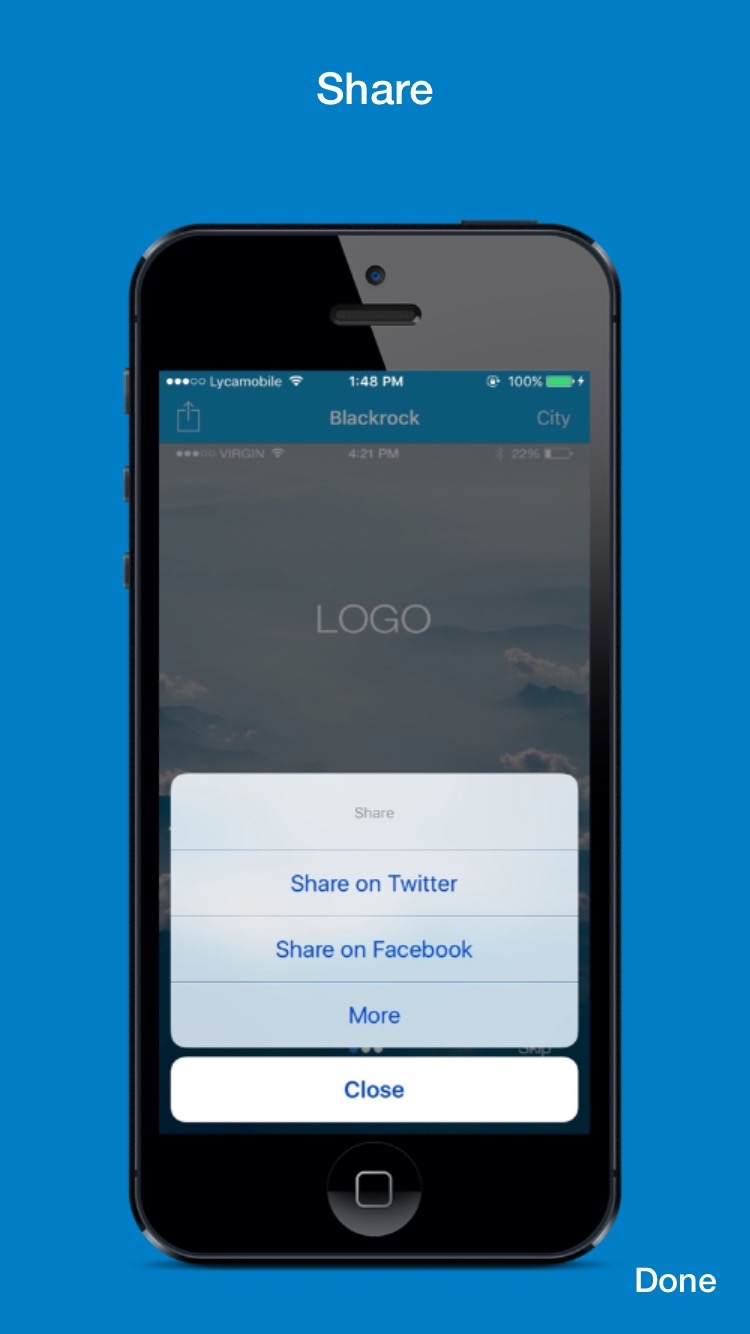 Share
Lycamobile 1:48 PM 100%
Blackrock City
VIRGIN 4:21 PM 22%
LOGO
Share
Share on Twitter
Share on Facebook
More
Skip
Close
Done